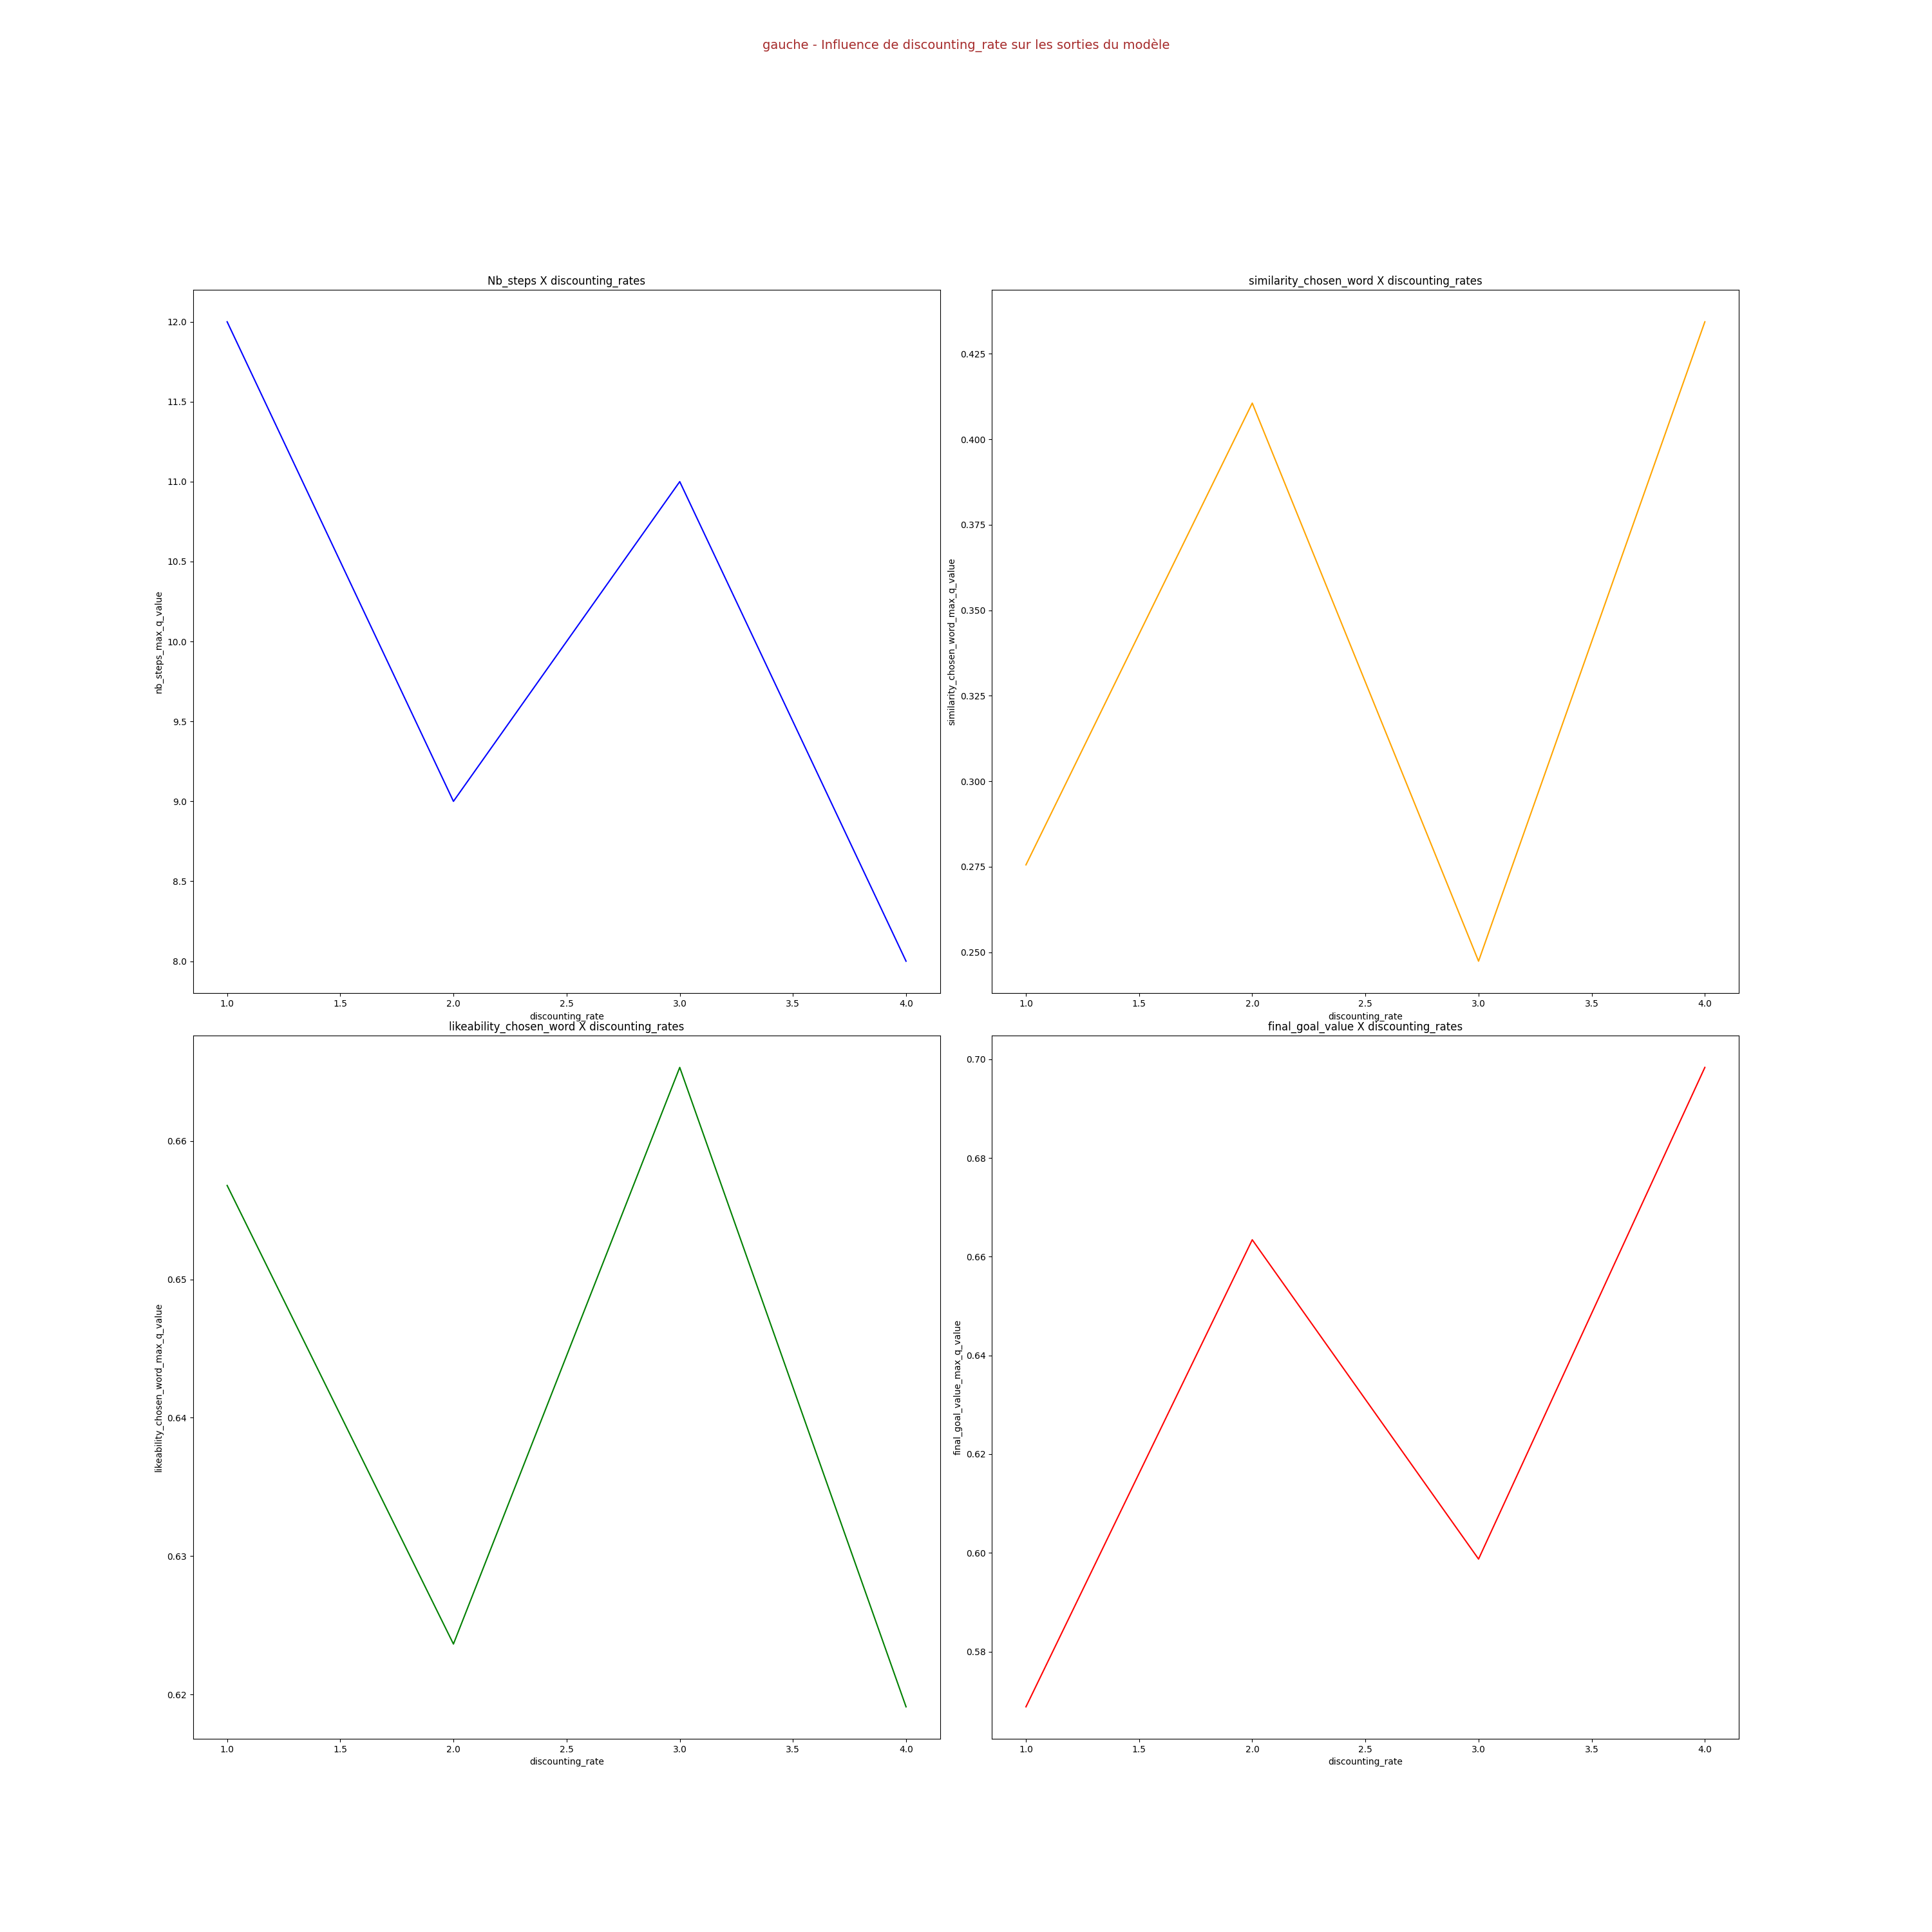 gauche - Influence de discounting_rate sur les sorties du modèle
Nb_steps X discounting_rates
nb_steps_max_q_value
12.0
11.5
11.0
10.5
10.0
9.5
9.0
8.5
8.0
1.0 1.5 2.0 2.5 3.0 3.5 4.0
discounting_rate
similarity_chosen_word X discounting_rates
similarity_chosen_word_max_q_value
0.425
0.400
0.375
0.350
0.325
0.300
0.275
0.250
1.0 1.5 2.0 2.5 3.0 3.5 4.0
discounting_rate
likeability_chosen_word X discounting_rates
likeability_chosen_word_max_q_value
0.66
0.65
0.64
0.63
0.62
1.0 1.5 2.0 2.5 3.0 3.5 4.0
discounting_rate
final_goal_value X discounting_rates
final_goal_value_max_q_value
0.70
0.68
0.66
0.64
0.62
0.60
0.58
1.0 1.5 2.0 2.5 3.0 3.5 4.0
discounting_rate